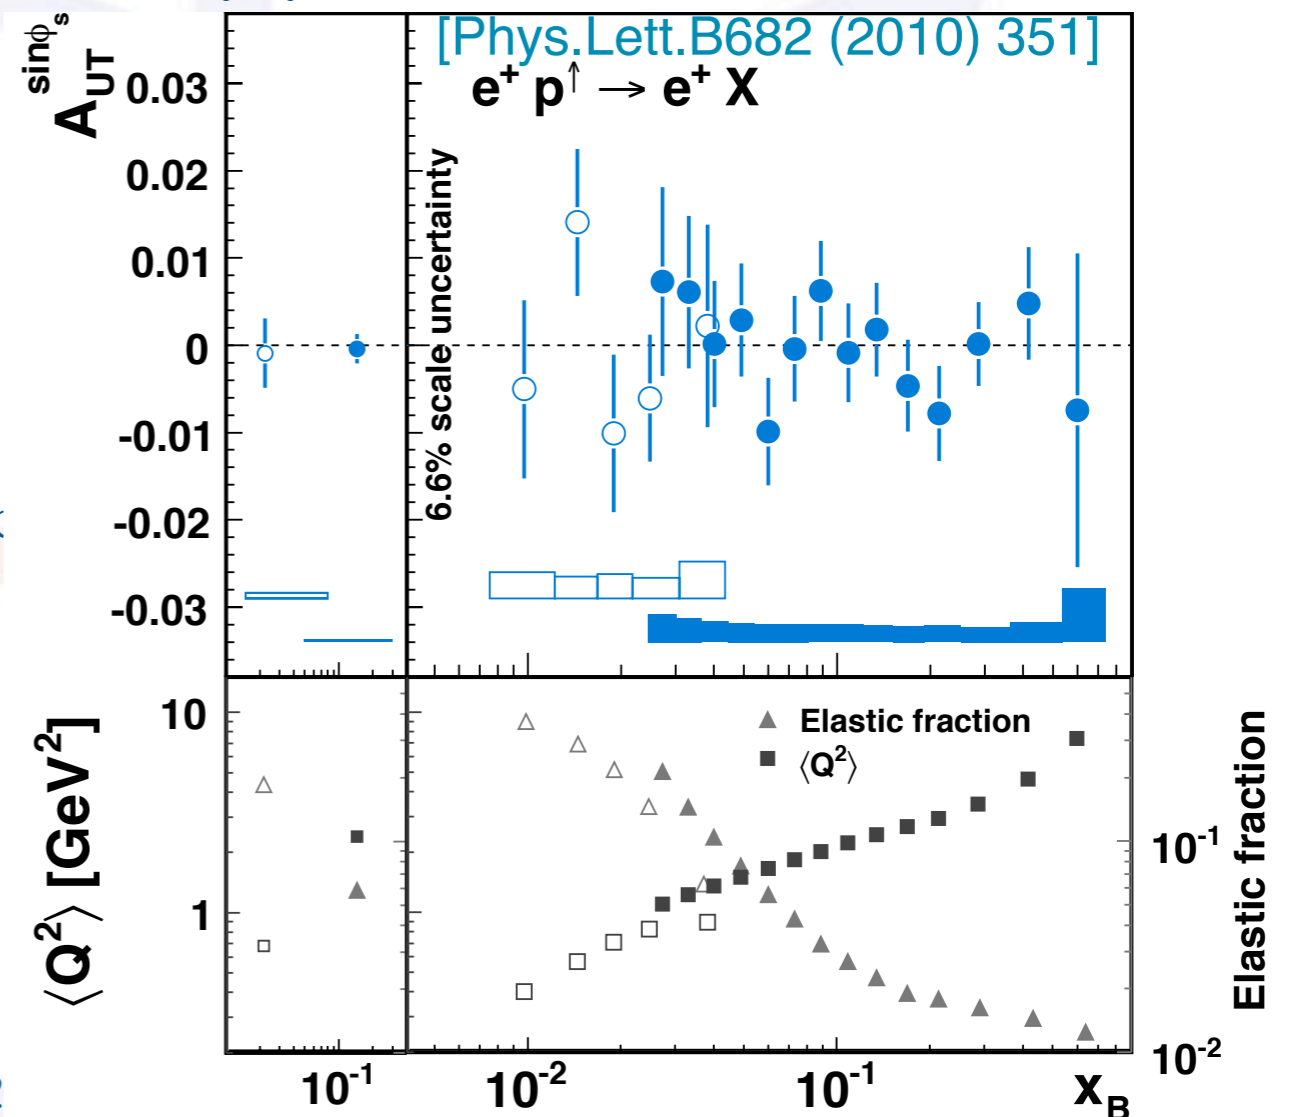 [Phys.Lett.B682 (2010) 351]
e+ p↑ → e+ X
A_UT^sinϕs
0.03
0.02
0.01
0
-0.01
-0.02
-0.03
6.6% scale uncertainty
⟨Q²⟩ [GeV²]
10
1
Elastic fraction
⟨Q²⟩
Elastic fraction
10⁻¹
10⁻²
10⁻¹
10⁻²
10⁻¹
x_B